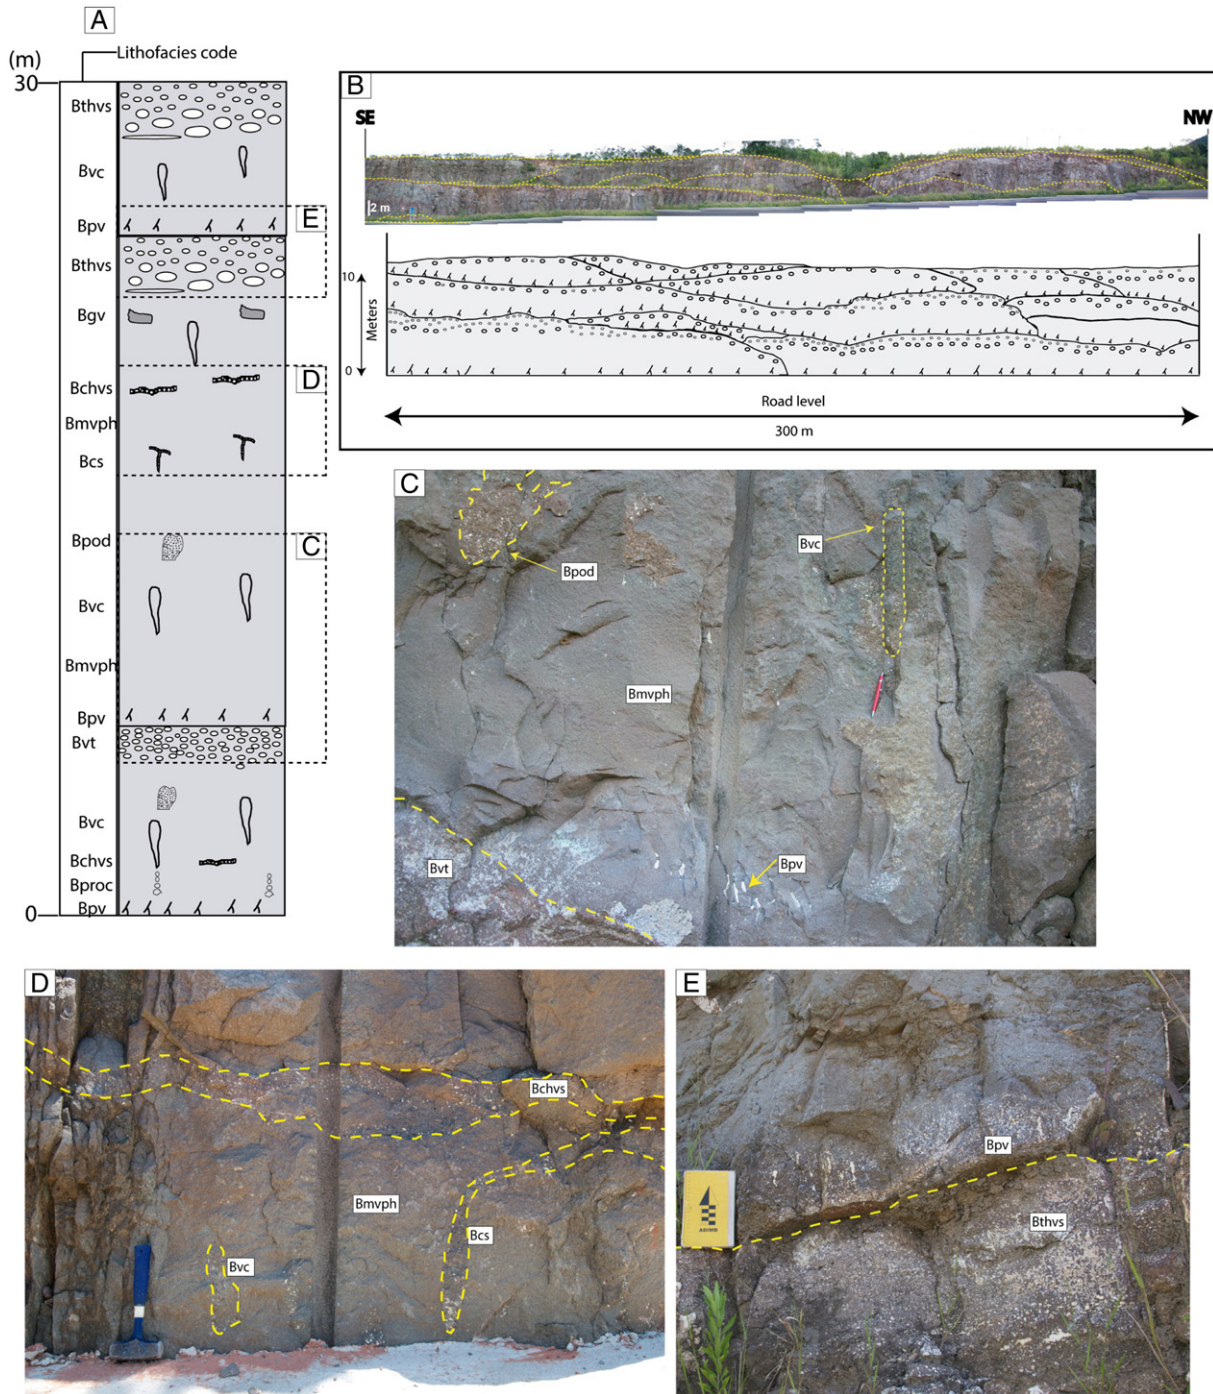 A
Lithofacies code
(m)
30
Bthvs
Bvc
Bpv
E
Bthvs
Bgv
D
Bchvs
Bmvph
Bcs
Bpod
C
Bvc
Bmvph
Bpv
Bvt
Bvc
Bchvs
Bproc
Bpv
0
B
SE
NW
2 m
10
Meters
0
Road level
300 m
C
Bvc
Bpod
Bmvph
Bvt
Bpv
D
Bchvs
Bmvph
Bcs
Bvc
E
Bpv
Bthvs